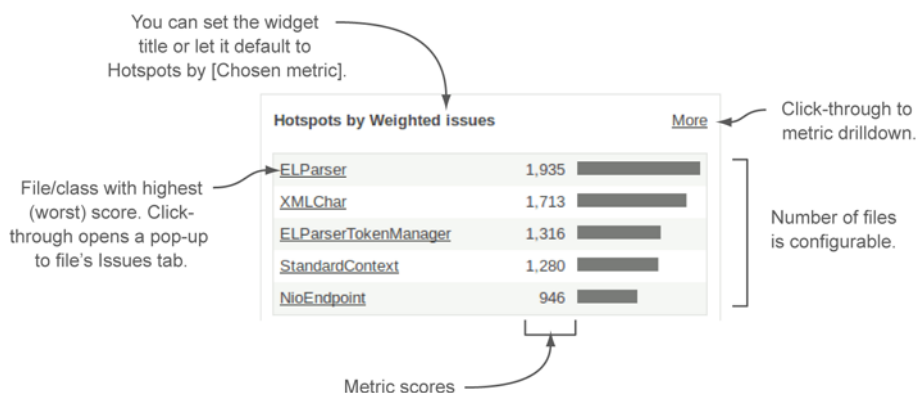 You can set the widget
title or let it default to
Hotspots by [Chosen metric].
Hotspots by Weighted issues More
Click-through to
metric drilldown.
ELParser 1,935
XMLChar 1,713
ELParserTokenManager 1,316
StandardContext 1,280
NioEndpoint 946
File/class with highest
(worst) score. Click-
through opens a pop-up
to file's Issues tab.
Number of files
is configurable.
Metric scores